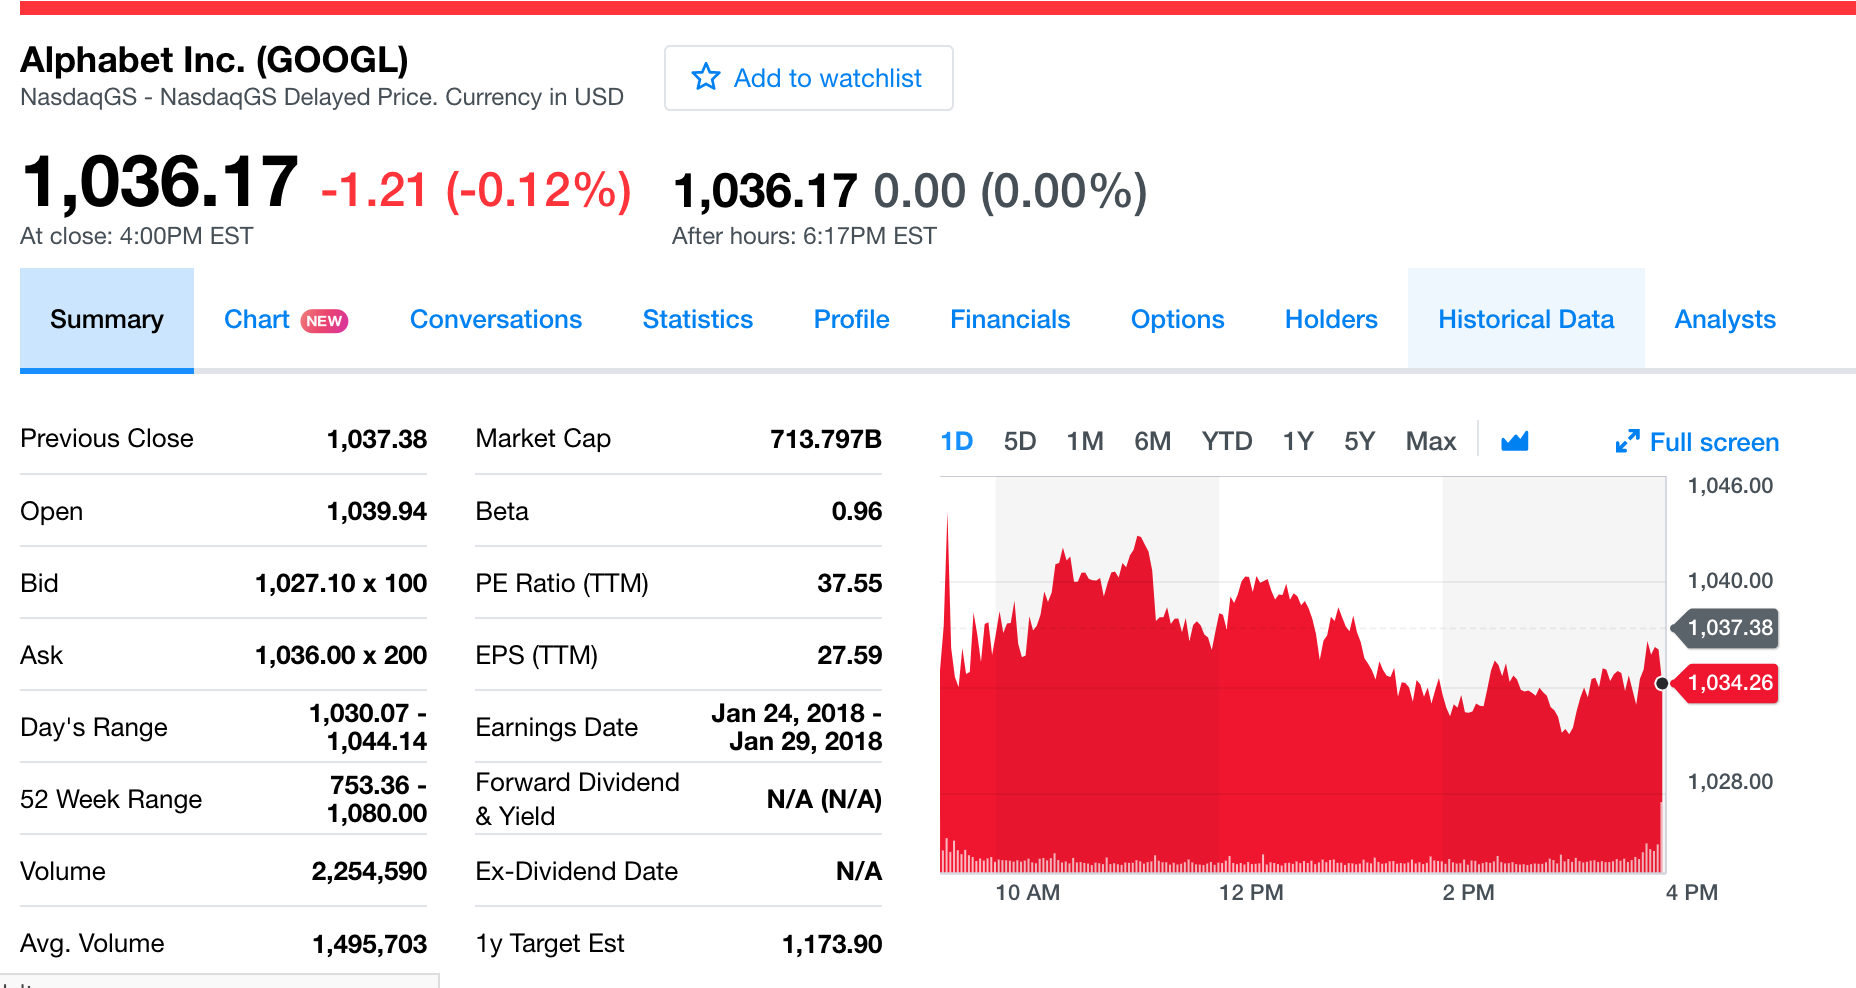 Alphabet Inc. (GOOGL)
NasdaqGS - NasdaqGS Delayed Price. Currency in USD
Add to watchlist
1,036.17 -1.21 (-0.12%)
At close: 4:00PM EST
1,036.17 0.00 (0.00%)
After hours: 6:17PM EST
Summary Chart NEW Conversations Statistics Profile Financials Options Holders Historical Data Analysts
Previous Close 1,037.38
Open 1,039.94
Bid 1,027.10 x 100
Ask 1,036.00 x 200
Day's Range 1,030.07 -
1,044.14
52 Week Range 753.36 -
1,080.00
Volume 2,254,590
Avg. Volume 1,495,703
Market Cap 713.797B
Beta 0.96
PE Ratio (TTM) 37.55
EPS (TTM) 27.59
Earnings Date Jan 24, 2018 -
Jan 29, 2018
Forward Dividend
& Yield N/A (N/A)
Ex-Dividend Date N/A
1y Target Est 1,173.90
1D 5D 1M 6M YTD 1Y 5Y Max Full screen
1,046.00
1,040.00
1,037.38
1,034.26
1,028.00
10 AM 12 PM 2 PM 4 PM